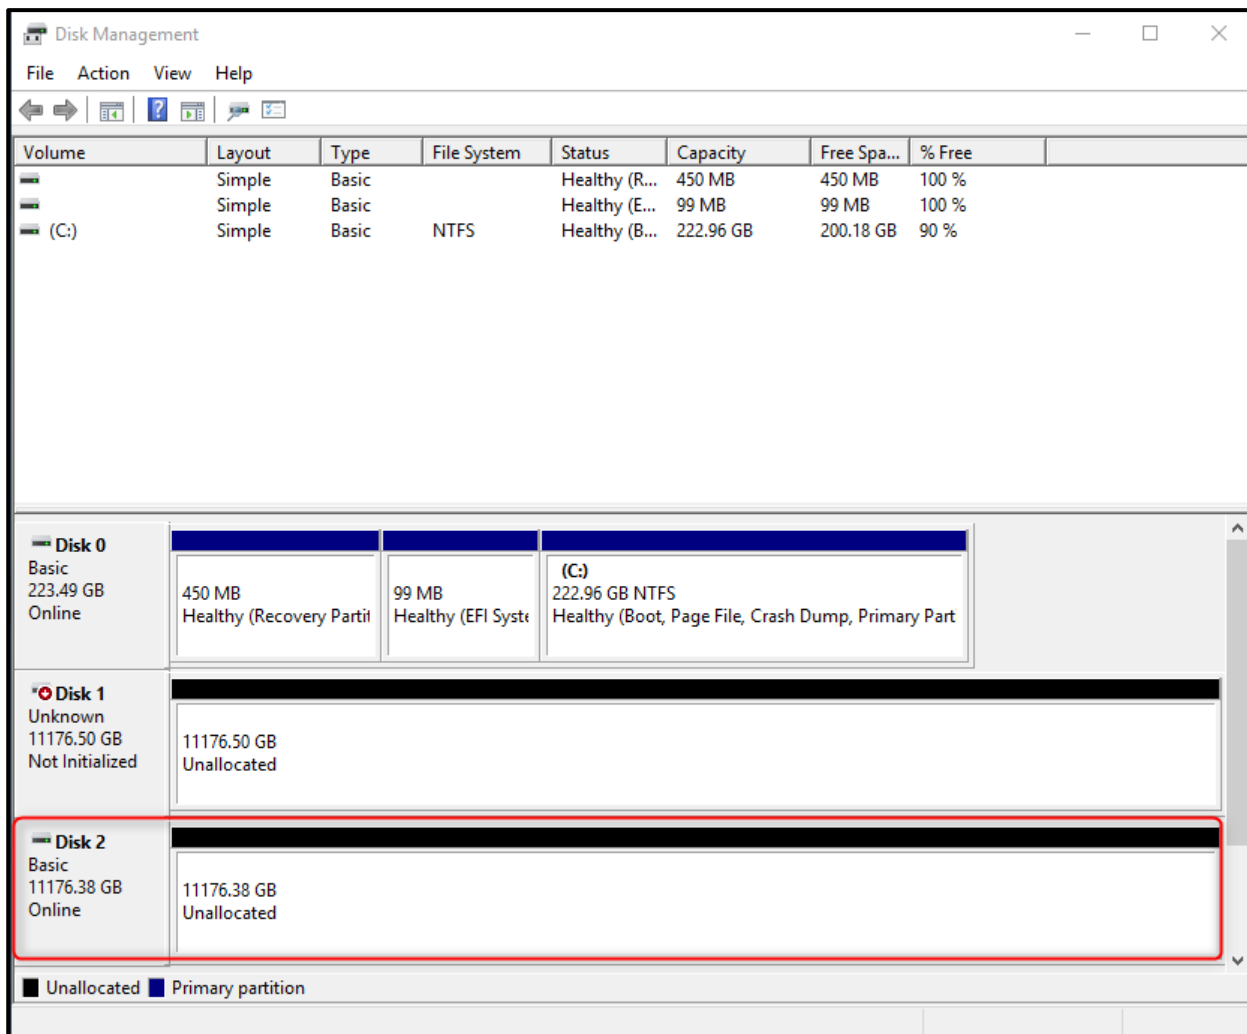 Disk Management
File Action View Help
Volume Layout Type File System Status Capacity Free Spa... % Free
Simple Basic Healthy (R... 450 MB 450 MB 100 %
Simple Basic Healthy (E... 99 MB 99 MB 100 %
(C:) Simple Basic NTFS Healthy (B... 222.96 GB 200.18 GB 90 %
Disk 0
Basic
223.49 GB
Online
450 MB
Healthy (Recovery Partit
99 MB
Healthy (EFI Syste
(C:)
222.96 GB NTFS
Healthy (Boot, Page File, Crash Dump, Primary Part
Disk 1
Unknown
11176.50 GB
Not Initialized
11176.50 GB
Unallocated
Disk 2
Basic
11176.38 GB
Online
11176.38 GB
Unallocated
Unallocated Primary partition